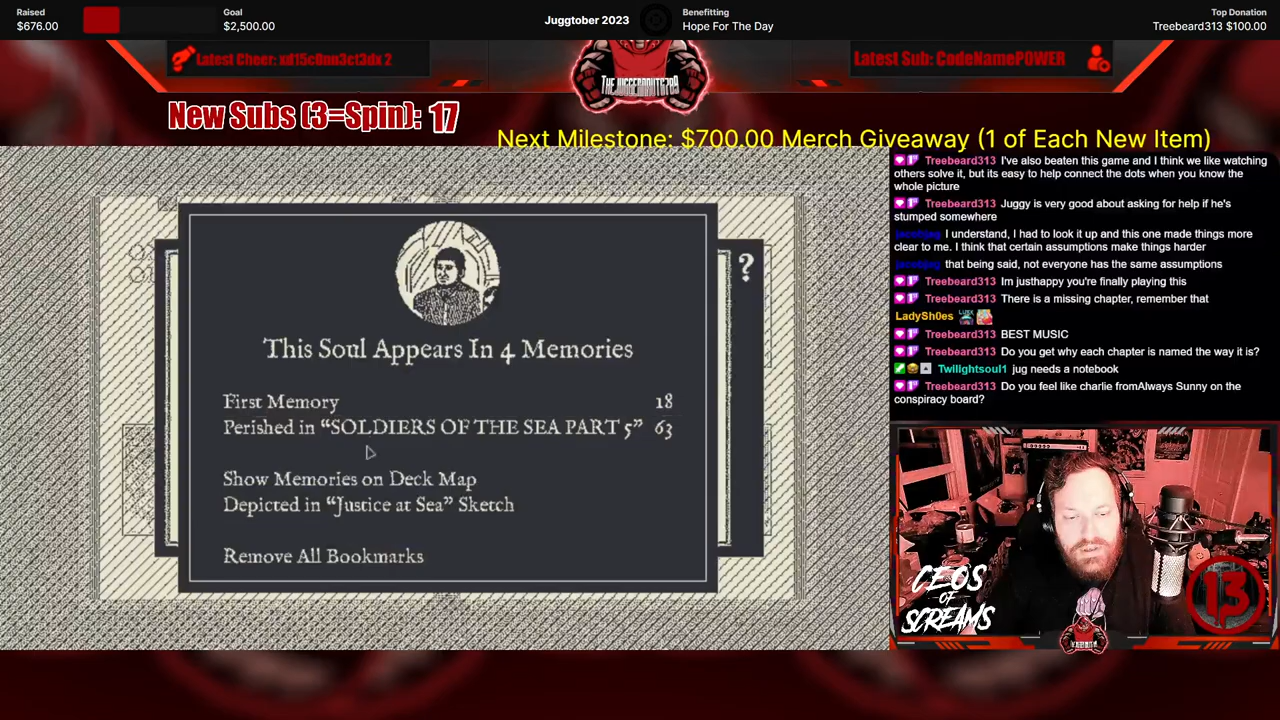 Raised
$676.00
Goal
$2,500.00
Juggtober 2023
Benefitting
Hope For The Day
Top Donation
Treebeard313 $100.00
Latest Cheer: xd15c0nn3ct3dx 2
THEJUGGERNAUT6789
Latest Sub: CodeNamePOWER
New Subs (3=Spin): 17
Next Milestone: $700.00 Merch Giveaway (1 of Each New Item)
?
This Soul Appears In 4 Memories
First Memory 18
Perished in "SOLDIERS OF THE SEA PART 5" 63
Show Memories on Deck Map
Depicted in "Justice at Sea" Sketch
Remove All Bookmarks
Treebeard313 I've also beaten this game and I think we like watching
others solve it, but its easy to help connect the dots when you know the
whole picture
Treebeard313 Juggy is very good about asking for help if he's
stumped somewhere
I understand, I had to look it up and this one made things more
clear to me. I think that certain assumptions make things harder
that being said, not everyone has the same assumptions
Treebeard313 Im justhappy you're finally playing this
Treebeard313 There is a missing chapter, remember that
LadySh0es
Treebeard313 BEST MUSIC
Treebeard313 Do you get why each chapter is named the way it is?
Twilightsoul1 jug needs a notebook
Treebeard313 Do you feel like charlie fromAlways Sunny on the
conspiracy board?
CEOS
OF
SCREAMS
13